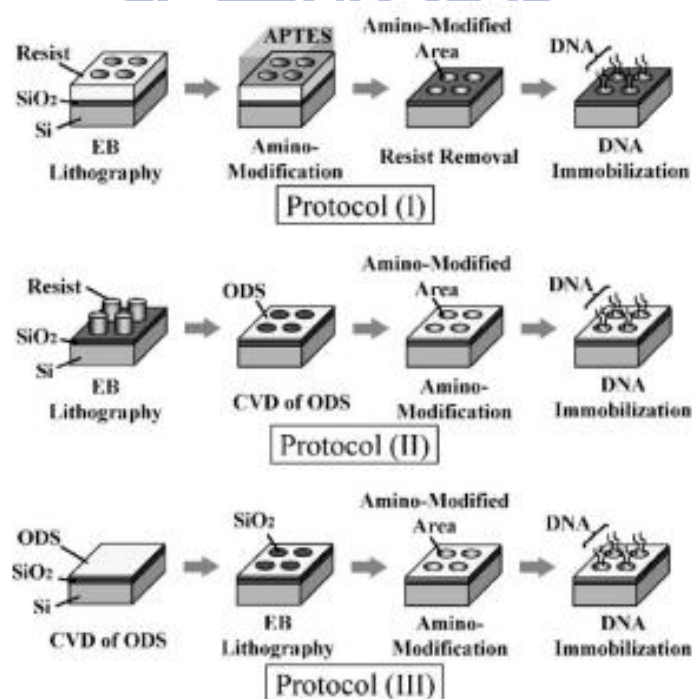 APTES
Amino-Modified
Area
DNA
Resist
SiO2
Si
EB
Lithography
Amino-
Modification
Resist Removal
DNA
Immobilization
Protocol (I)
Resist
ODS
Amino-Modified
Area
DNA
SiO2
Si
EB
Lithography
CVD of ODS
Amino-
Modification
DNA
Immobilization
Protocol (II)
ODS
SiO2
Amino-Modified
Area
DNA
SiO2
Si
CVD of ODS
EB
Lithography
Amino-
Modification
DNA
Immobilization
Protocol (III)